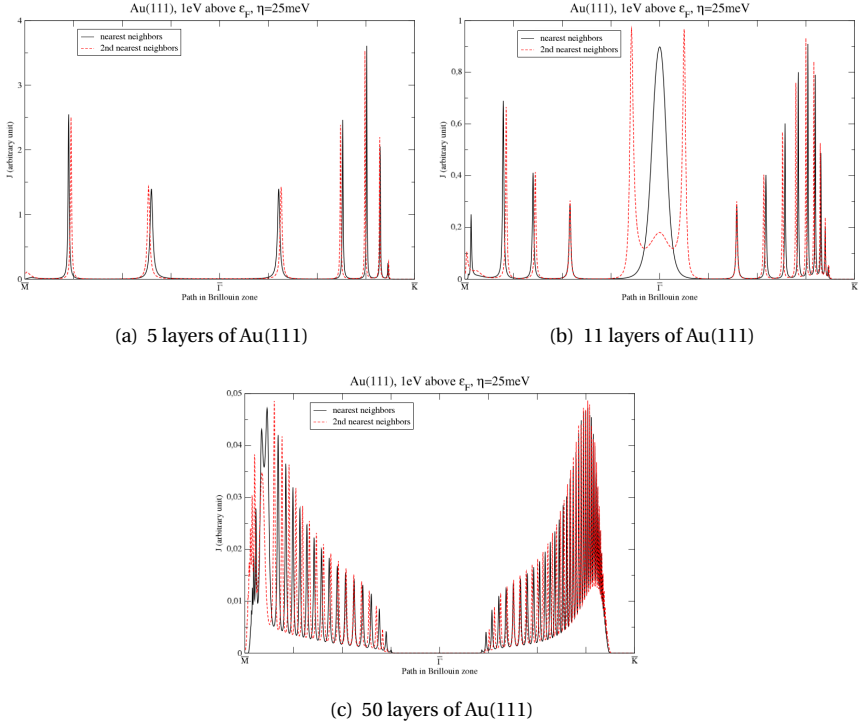 Au(111), 1eV above εF, η=25meV
nearest neighbors
2nd nearest neighbors
J (arbitrary unit)
4
3
2
1
0
M̅
Γ̅
K̅
Path in Brillouin zone
(a) 5 layers of Au(111)
Au(111), 1eV above εF, η=25meV
nearest neighbors
2nd nearest neighbors
J (arbitrary unit)
1
0,8
0,6
0,4
0,2
0
M̅
Γ̅
K̅
Path in Brillouin zone
(b) 11 layers of Au(111)
Au(111), 1eV above εF, η=25meV
nearest neighbors
2nd nearest neighbors
J (arbitrary unit)
0,05
0,04
0,03
0,02
0,01
0
M̅
Γ̅
K̅
Path in Brillouin zone
(c) 50 layers of Au(111)